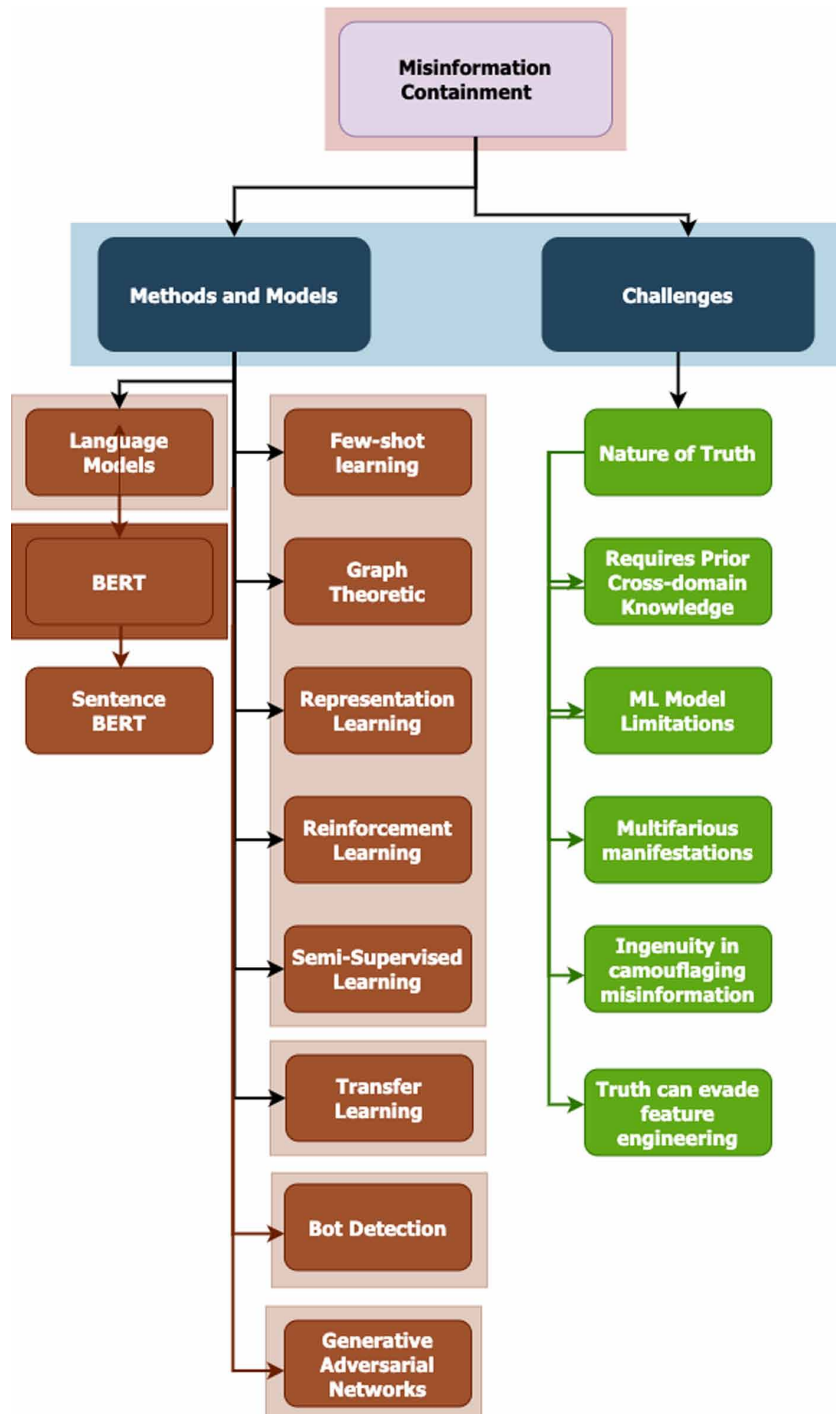 Misinformation
Containment
Methods and Models
Challenges
Language
Models
BERT
Sentence
BERT
Few-shot
learning
Graph
Theoretic
Representation
Learning
Reinforcement
Learning
Semi-Supervised
Learning
Transfer
Learning
Bot Detection
Generative
Adversarial
Networks
Nature of Truth
Requires Prior
Cross-domain
Knowledge
ML Model
Limitations
Multifarious
manifestations
Ingenuity in
camouflaging
misinformation
Truth can evade
feature
engineering